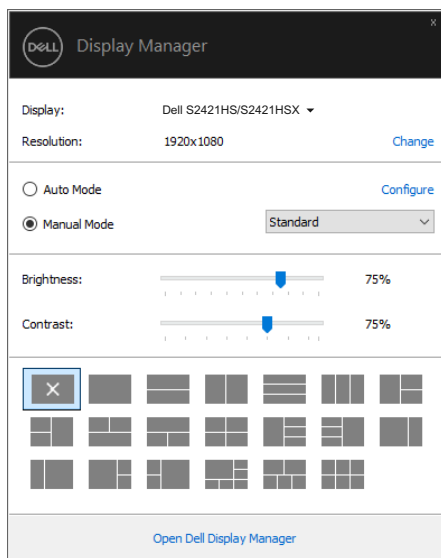 x
DELL Display Manager
Display: Dell S2421HS/S2421HSX
Resolution: 1920x1080 Change
Auto Mode Configure
Manual Mode Standard
Brightness: 75%
Contrast: 75%
Open Dell Display Manager